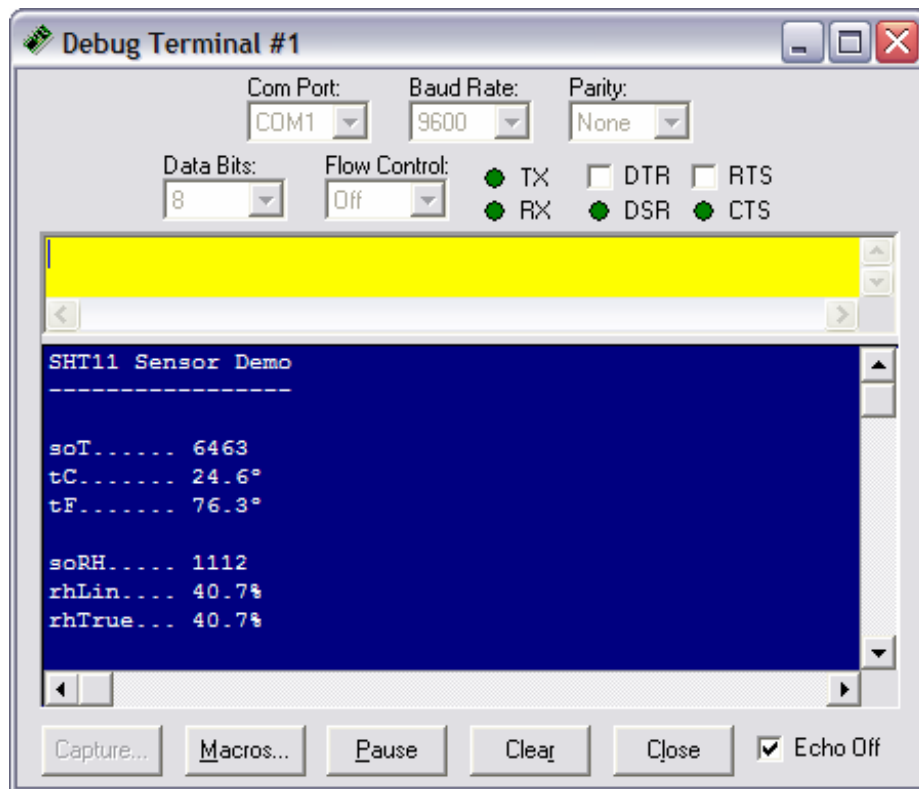 Debug Terminal #1
Com Port: Baud Rate: Parity:
COM1 9600 None
Data Bits: Flow Control: TX DTR RTS
8 Off RX DSR CTS
SHT11 Sensor Demo
------------------
soT...... 6463
tC....... 24.6°
tF....... 76.3°
soRH..... 1112
rhLin.... 40.7%
rhTrue... 40.7%
Capture... Macros... Pause Clear Close Echo Off